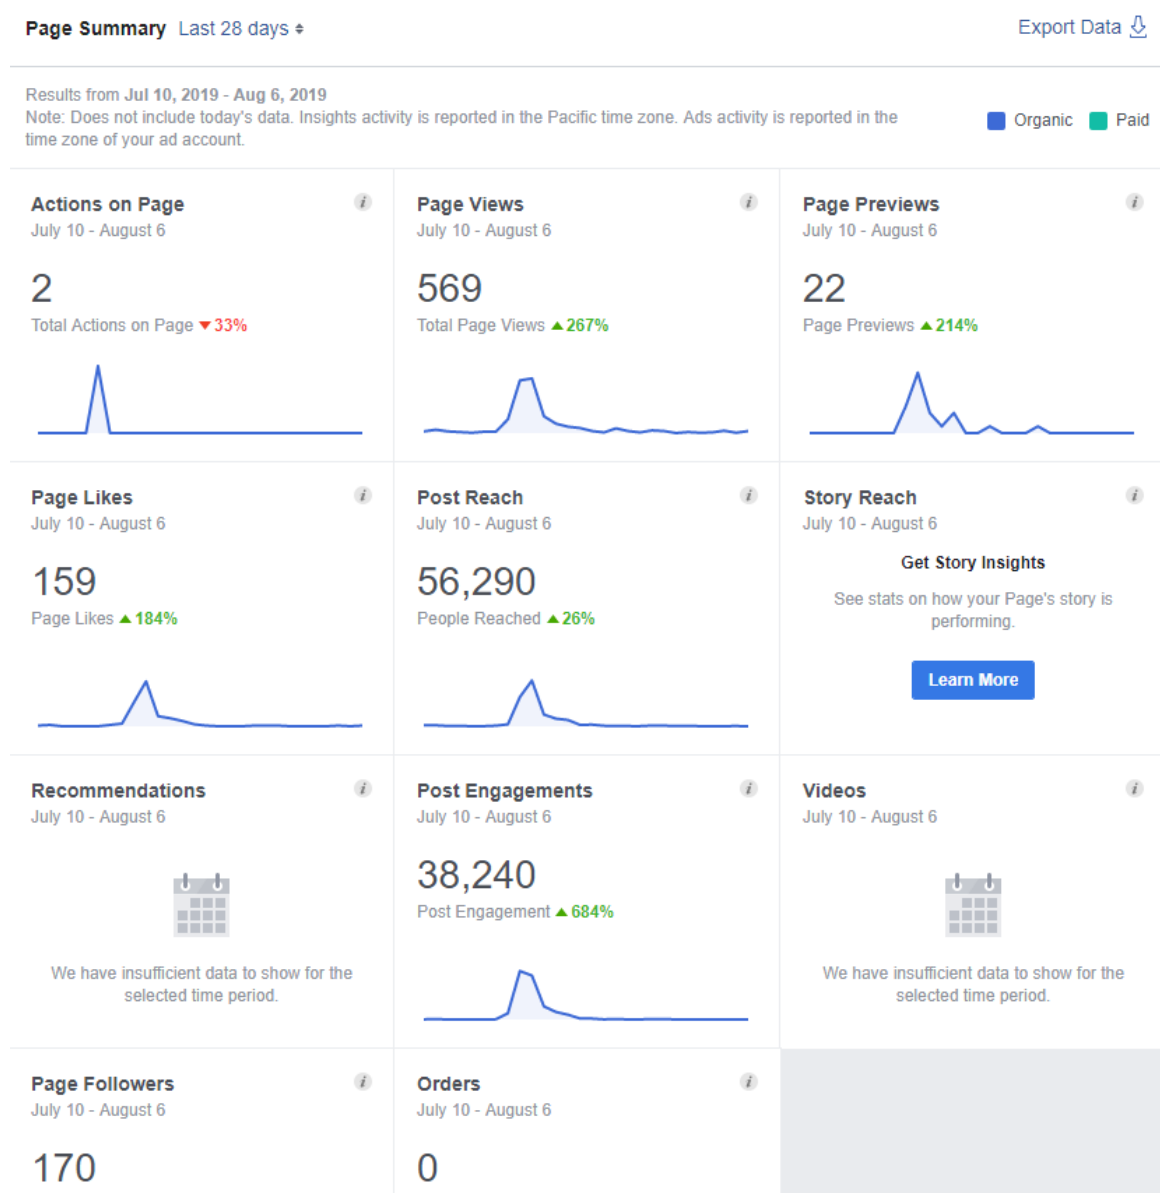 Page Summary Last 28 days
Export Data
Results from Jul 10, 2019 - Aug 6, 2019
Note: Does not include today's data. Insights activity is reported in the Pacific time zone. Ads activity is reported in the
time zone of your ad account.
Organic Paid
Actions on Page
July 10 - August 6
2
Total Actions on Page ▼33%
Page Views
July 10 - August 6
569
Total Page Views ▲267%
Page Previews
July 10 - August 6
22
Page Previews ▲214%
Page Likes
July 10 - August 6
159
Page Likes ▲184%
Post Reach
July 10 - August 6
56,290
People Reached ▲26%
Story Reach
July 10 - August 6
Get Story Insights
See stats on how your Page's story is
performing.
Learn More
Recommendations
July 10 - August 6
We have insufficient data to show for the
selected time period.
Post Engagements
July 10 - August 6
38,240
Post Engagement ▲684%
Videos
July 10 - August 6
We have insufficient data to show for the
selected time period.
Page Followers
July 10 - August 6
170
Orders
July 10 - August 6
0